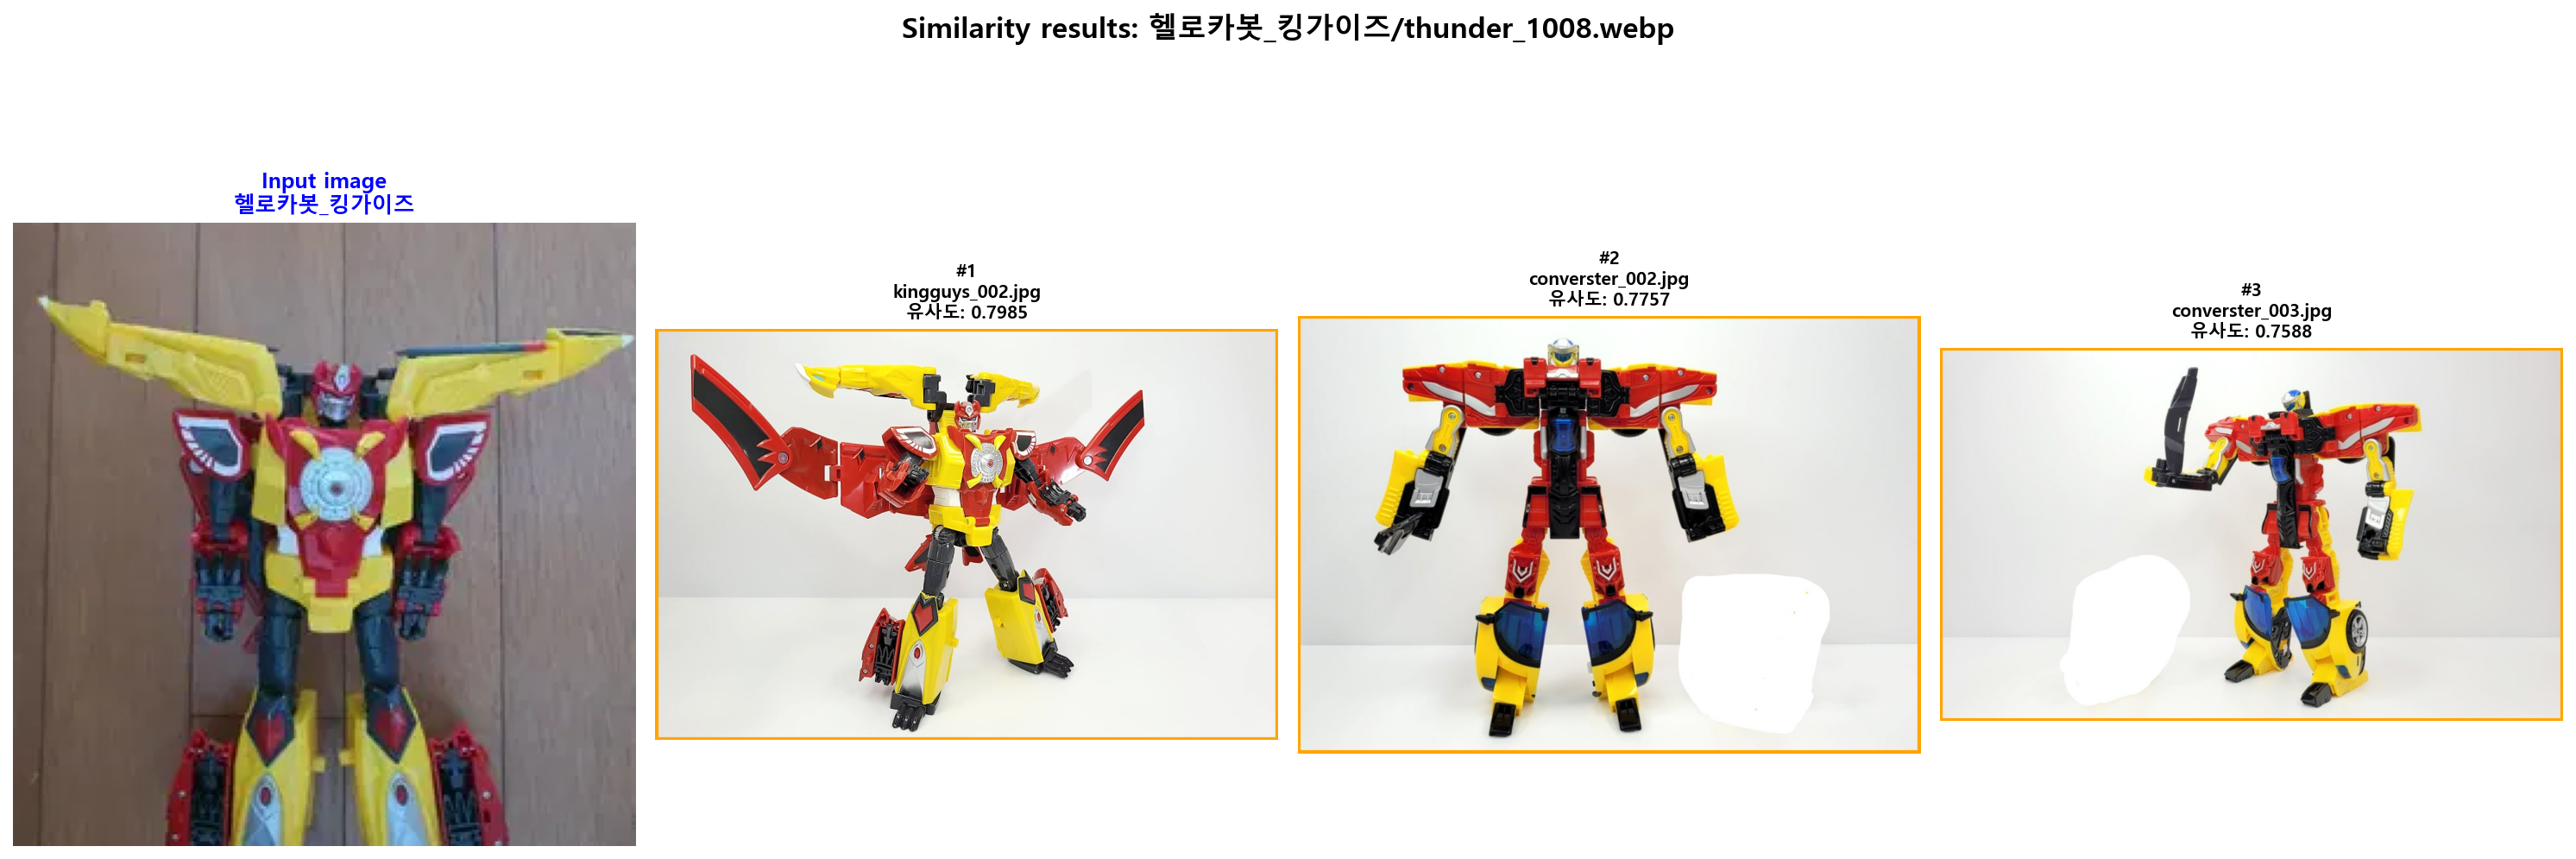 Similarity results: 헬로카봇_킹가이즈/thunder_1008.webp
Input image
헬로카봇_킹가이즈
#1
kingguys_002.jpg
유사도: 0.7985
#2
converster_002.jpg
유사도: 0.7757
#3
converster_003.jpg
유사도: 0.7588